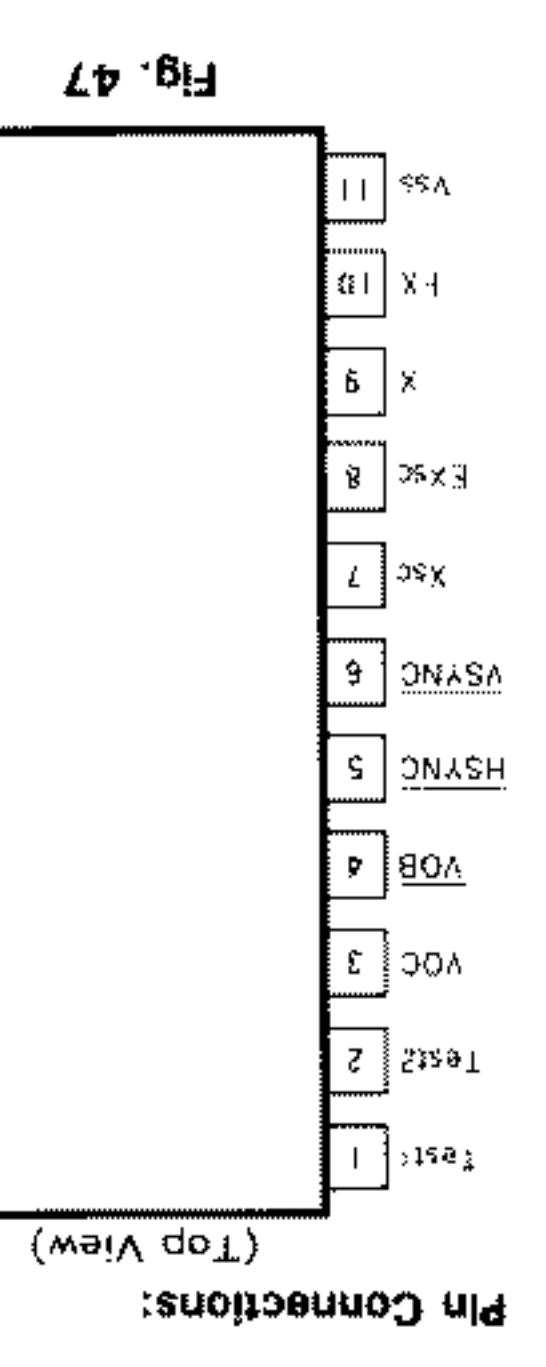 Pin Connections:
(Top View)
Test1 1
Test2 2
VOC 3
VOB 4
HSYNC 5
VSYNC 6
Xsc 7
EXsc 8
X 9
10
Vss 11
Fig. 47